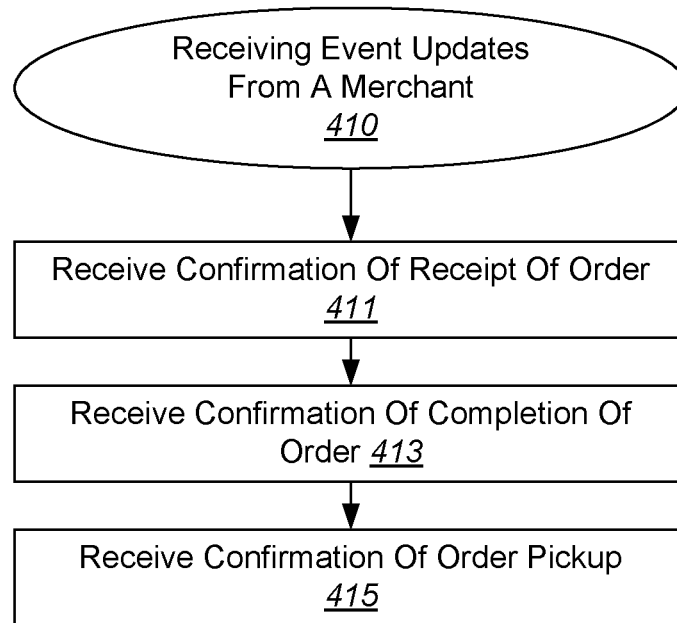 Receiving Event Updates
From A Merchant
410
Receive Confirmation Of Receipt Of Order
411
Receive Confirmation Of Completion Of
Order 413
Receive Confirmation Of Order Pickup
415